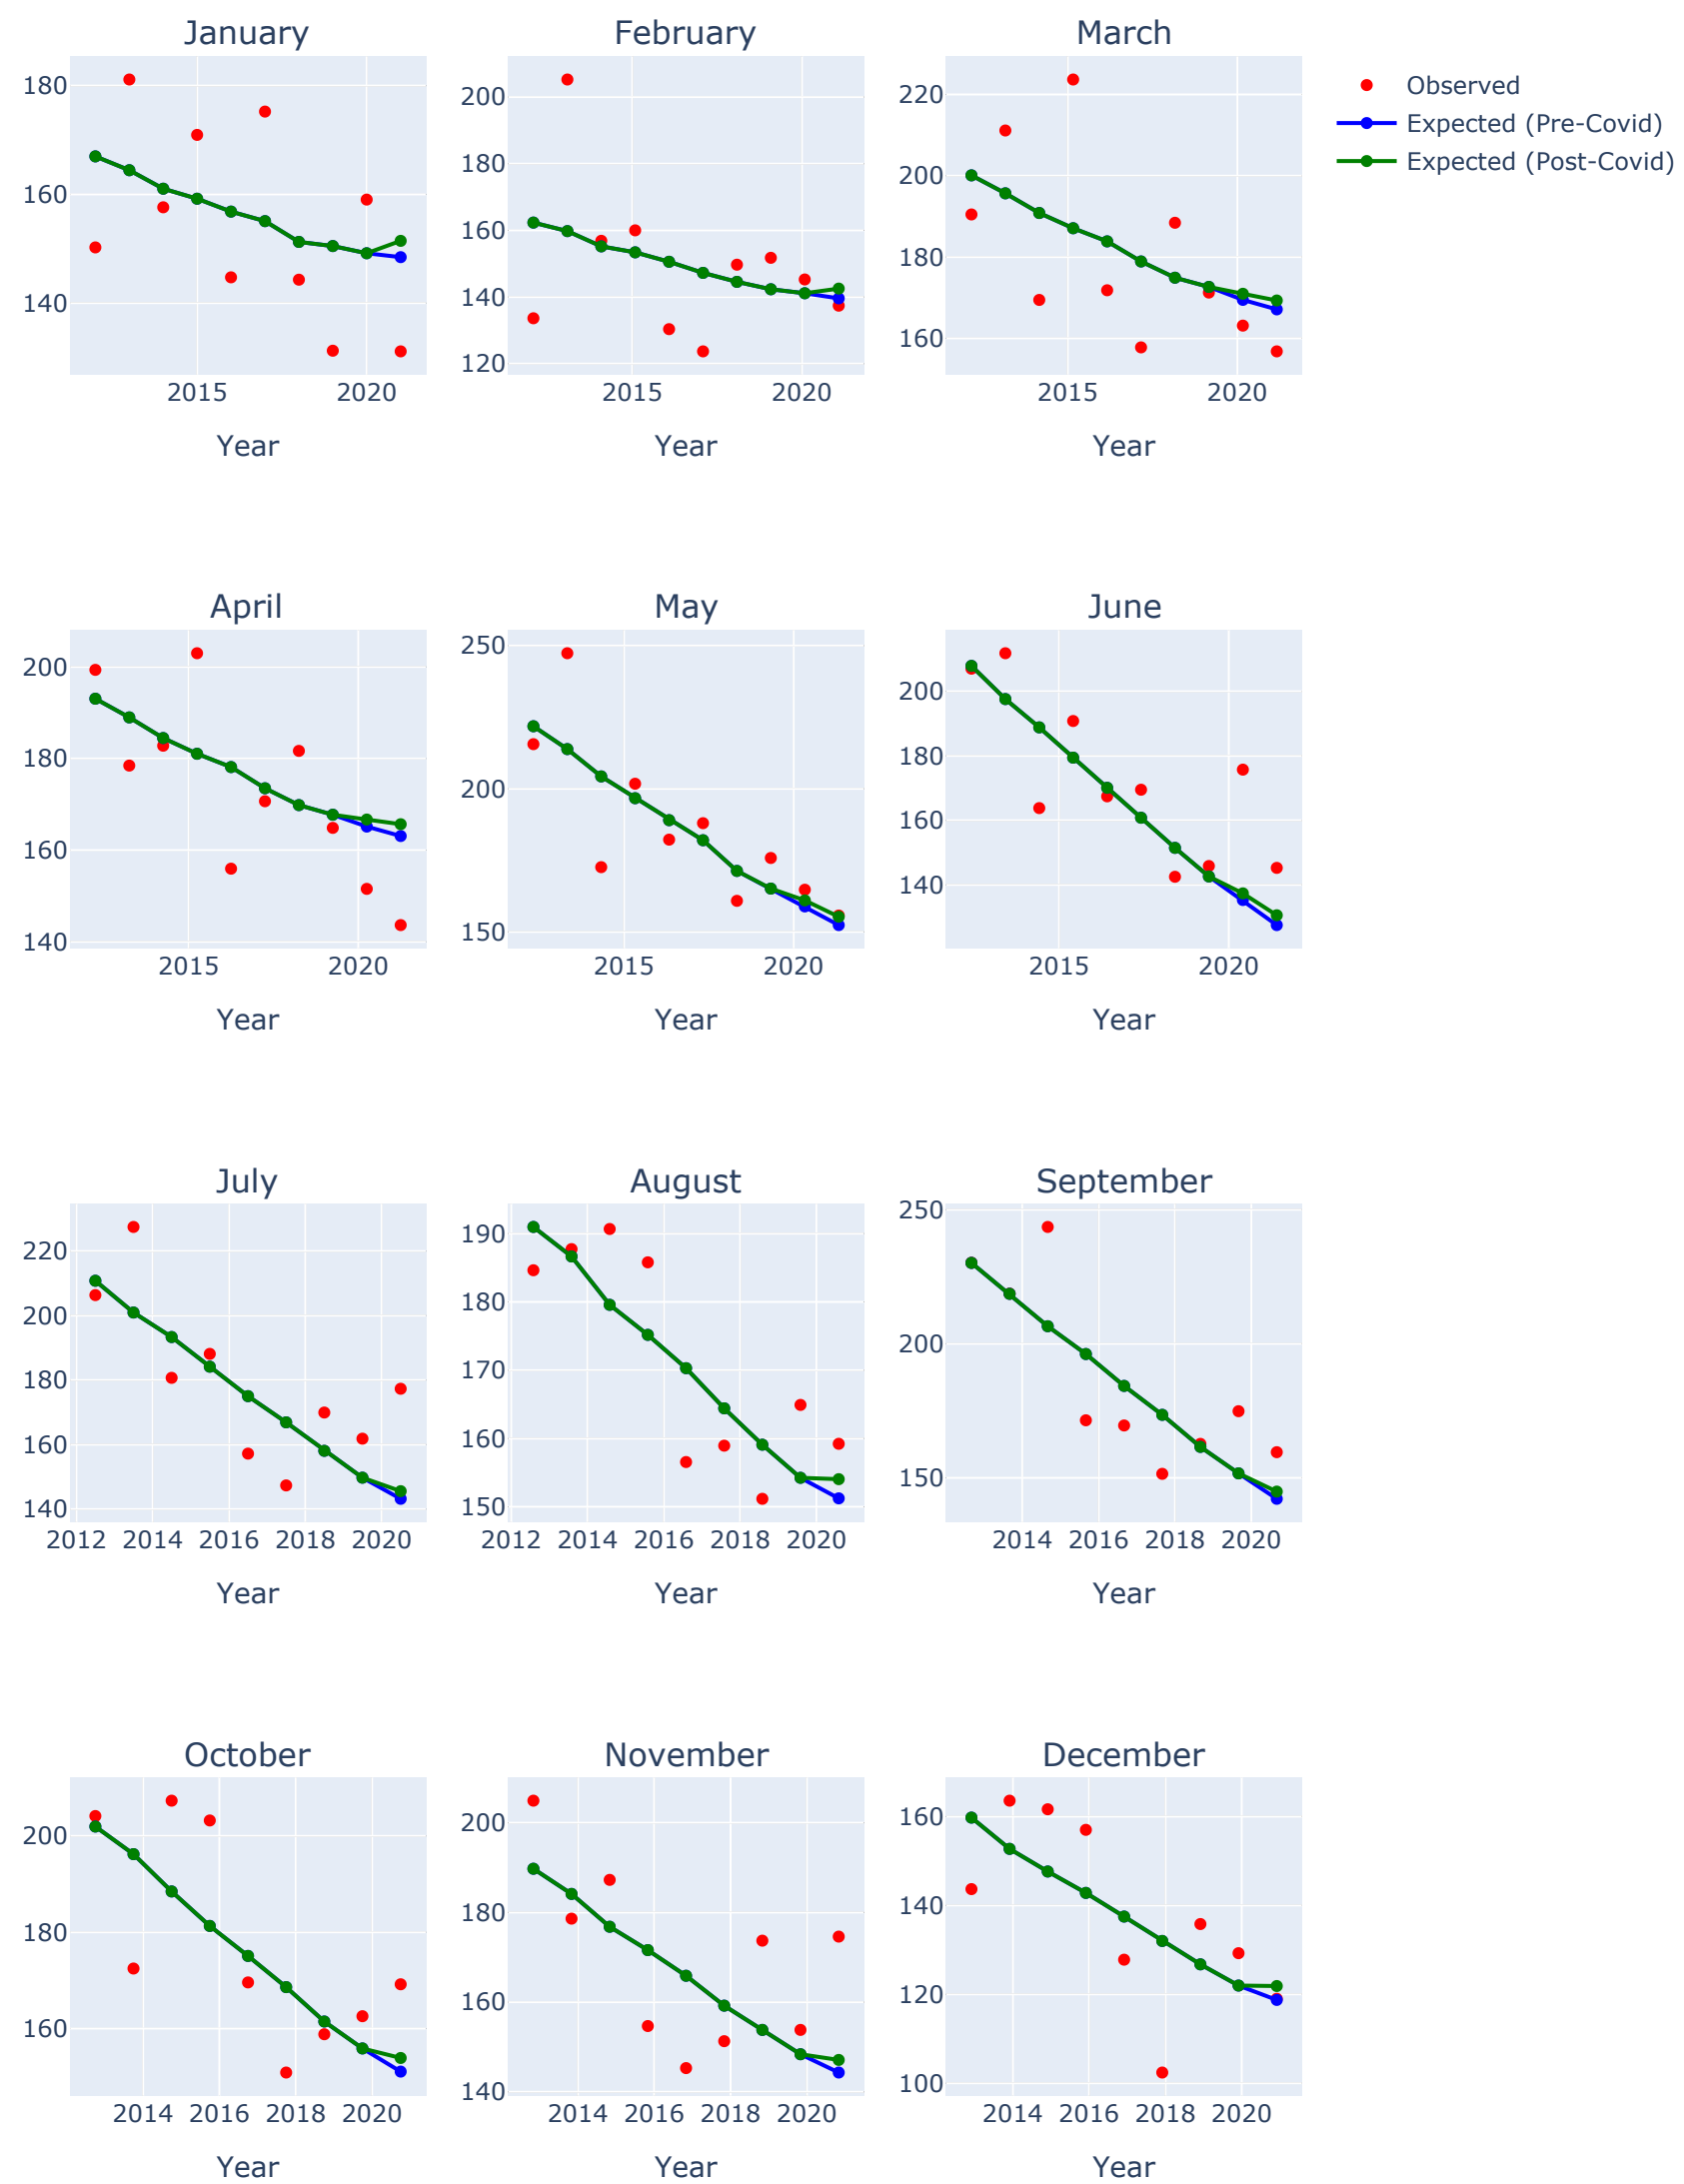 January
February
March
180
160
140
2015
2020
Year
200
180
160
140
120
2015
2020
Year
220
200
180
160
2015
2020
Year
Observed
Expected (Pre-Covid)
Expected (Post-Covid)
April
May
June
200
180
160
140
2015
2020
Year
250
200
150
2015
2020
Year
200
180
160
140
2015
2020
Year
July
August
September
220
200
180
160
140
2012 2014 2016 2018 2020
Year
190
180
170
160
150
2012 2014 2016 2018 2020
Year
250
200
150
2014 2016 2018 2020
Year
October
November
December
200
180
160
2014 2016 2018 2020
Year
200
180
160
140
2014 2016 2018 2020
Year
160
140
120
100
2014 2016 2018 2020
Year